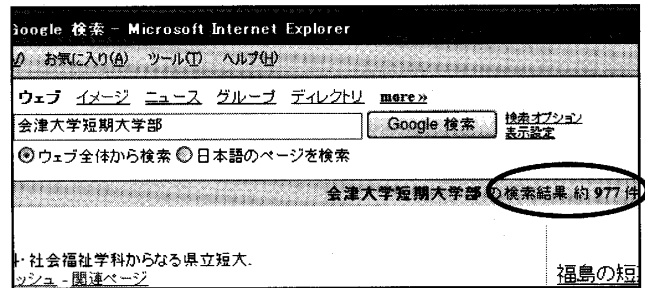 Google 検索 - Microsoft Internet Explorer
お気に入り(A) ツール(T) ヘルプ(H)
ウェブ イメージ ニュース グループ ディレクトリ more »
会津大学短期大学部 Google 検索 検索オプション
表示設定
ウェブ全体から検索 日本語のページを検索
会津大学短期大学部 の検索結果 約 977 件
・社会福祉学科からなる県立短大.
ッシュ - 関連ページ
福島の短